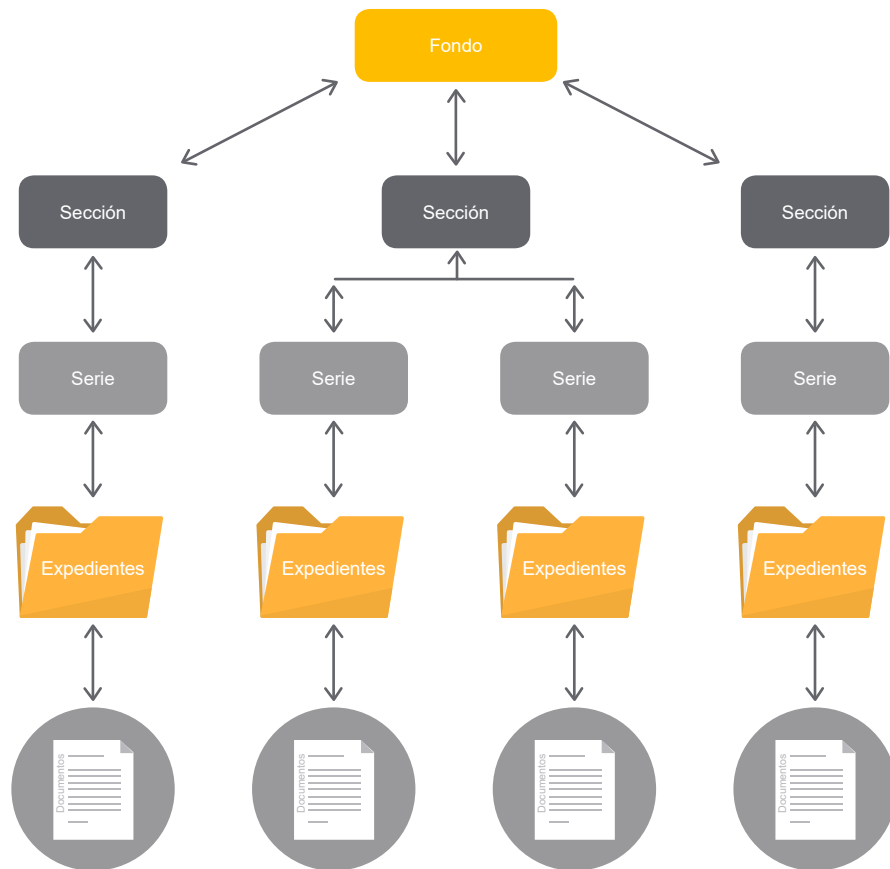 Fondo
Sección
Sección
Sección
Serie
Serie
Serie
Serie
Expedientes
Expedientes
Expedientes
Expedientes
Documentos
Documentos
Documentos
Documentos